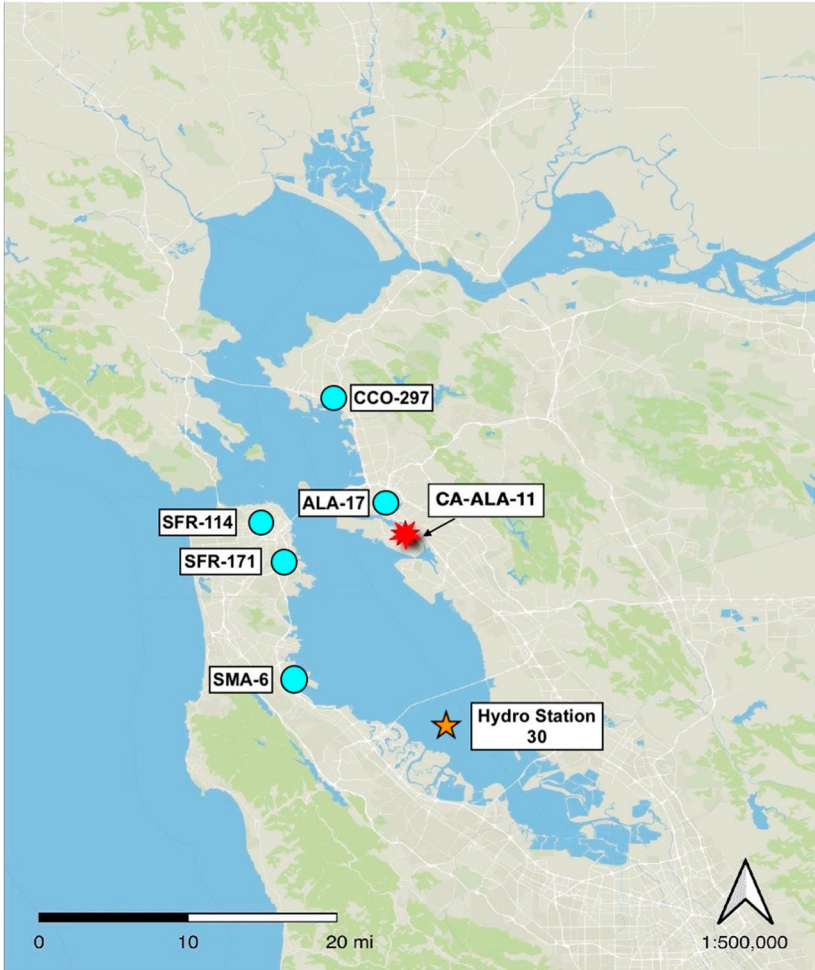 CCO-297
ALA-17
CA-ALA-11
SFR-114
SFR-171
SMA-6
Hydro Station
30
0 10 20 mi
1:500,000